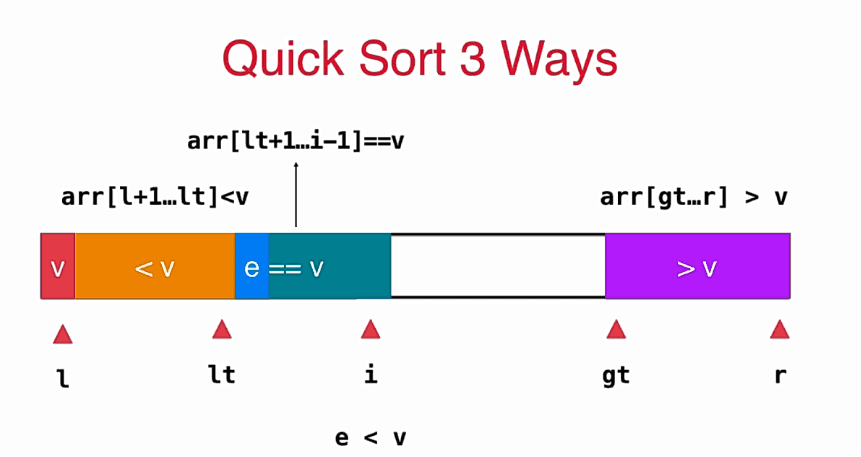 Quick Sort 3 Ways
arr[lt+1…i-1]==v
arr[l+1…lt]<v
arr[gt…r] > v
v
< v
e == v
> v
l
lt
i
gt
r
e < v